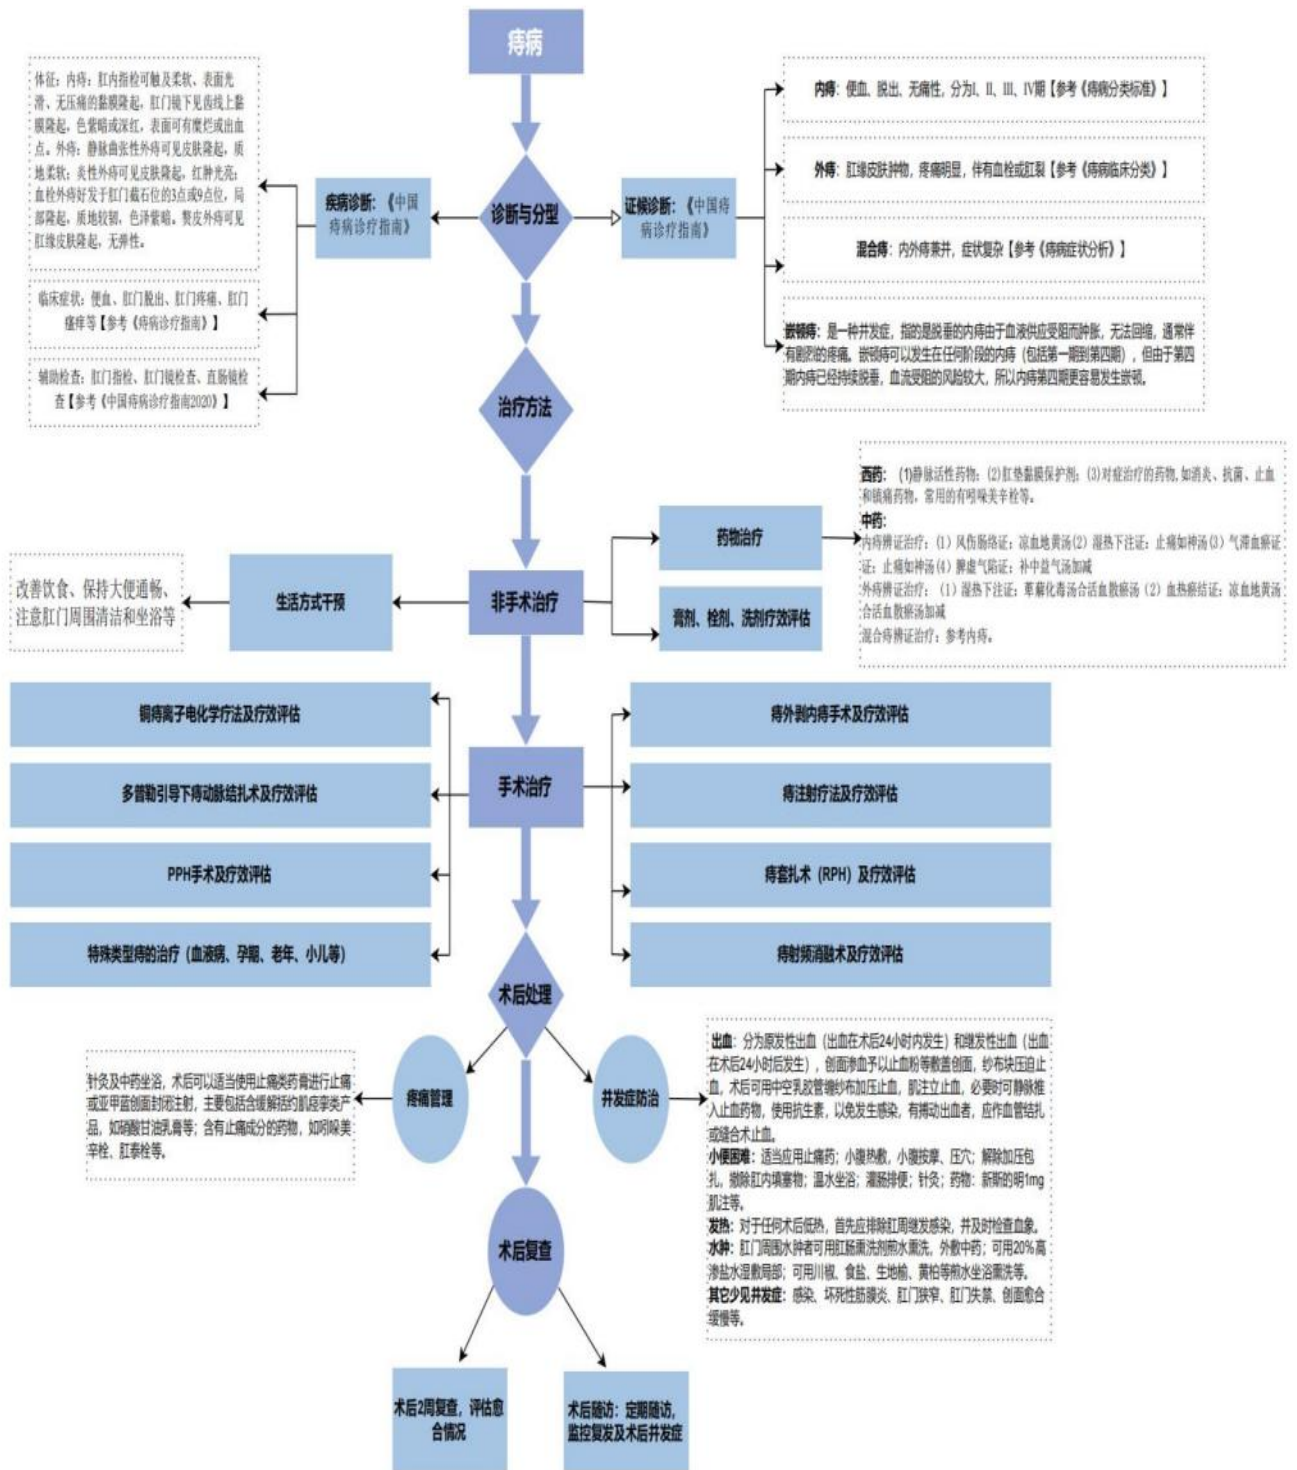 痔病
体征：内痔：肛内指检可触及柔软、表面光
滑、无压痛的黏膜隆起，肛门镜下见齿线上黏
膜隆起，色紫暗或深红，表面可有糜烂或出血
点。外痔：静脉曲张性外痔可见皮肤隆起，质
地柔软；炎性外痔可见皮肤隆起，红肿光亮；
血栓外痔好发于肛门截石位的3点或9点位，局
部隆起，质地较韧，色泽紫暗。赘皮外痔可见
肛缘皮肤隆起，无弹性。
临床症状：便血、肛门脱出、肛门疼痛、肛门
瘙痒等【参考《痔病诊疗指南》】
辅助检查：肛门指检、肛门镜检查、直肠镜检
查【参考《中国痔病诊疗指南2020》】
疾病诊断：《中国
痔病诊疗指南》
诊断与分型
证候诊断：《中国痔
病诊疗指南》
内痔：便血、脱出、无痛性，分为I、II、III、IV期【参考《痔病分类标准》】
外痔：肛缘皮肤肿物，疼痛明显，伴有血栓或肛裂【参考《痔病临床分类》】
混合痔：内外痔兼并，症状复杂【参考《痔病症状分析》】
嵌顿痔：是一种并发症，指的是脱垂的内痔由于血液供应受阻而肿胀，无法回缩，通常伴
有剧烈的疼痛。嵌顿痔可以发生在任何阶段的内痔（包括第一期到第四期），但由于第四
期内痔已经持续脱垂，血流受阻的风险较大，所以内痔第四期更容易发生嵌顿。
治疗方法
非手术治疗
生活方式干预
改善饮食、保持大便通畅、
注意肛门周围清洁和坐浴等
药物治疗
膏剂、栓剂、洗剂疗效评估
西药：(1)静脉活性药物；(2)肛垫黏膜保护剂；(3)对症治疗的药物,如消炎、抗菌、止血
和镇痛药物，常用的有吲哚美辛栓等。
中药：
内痔辨证治疗：(1）风伤肠络证：凉血地黄汤(2）湿热下注证：止痛如神汤(3）气滞血瘀证
证：止痛如神汤(4）脾虚气陷证：补中益气汤加减
外痔辨证治疗：（1）湿热下注证：萆薢化毒汤合活血散瘀汤（2）血热瘀结证：凉血地黄汤
合活血散瘀汤加减
混合痔辨证治疗：参考内痔。
手术治疗
铜痔离子电化学疗法及疗效评估
多普勒引导下痔动脉结扎术及疗效评估
PPH手术及疗效评估
特殊类型痔的治疗（血液病、孕期、老年、小儿等）
痔外剥内痔手术及疗效评估
痔注射疗法及疗效评估
痔套扎术（RPH）及疗效评估
痔射频消融术及疗效评估
术后处理
疼痛管理
针灸及中药坐浴，术后可以适当使用止痛类药膏进行止痛
或亚甲蓝创面封闭注射，主要包括含缓解括约肌痉挛类产
品，如硝酸甘油乳膏等；含有止痛成分的药物，如吲哚美
辛栓、肛泰栓等。
并发症防治
出血：分为原发性出血（出血在术后24小时内发生）和继发性出血（出血
在术后24小时后发生），创面渗血予以止血粉等敷盖创面，纱布块压迫止
血，术后可用中空乳胶管缠纱布加压止血，肌注立止血，必要时可静脉推
入止血药物，使用抗生素，以免发生感染，有搏动出血者，应作血管结扎
或缝合术止血。
小便困难：适当应用止痛药；小腹热敷，小腹按摩、压穴；解除加压包
扎，撤除肛内填塞物；温水坐浴；灌肠排便；针灸；药物：新斯的明1mg
肌注等。
发热：对于任何术后低热，首先应排除肛周继发感染，并及时检查血象。
水肿：肛门周围水肿者可用肛肠熏洗剂煎水熏洗，外敷中药；可用20%高
渗盐水湿敷局部；可用川椒、食盐、生地榆、黄柏等煎水坐浴熏洗等。
其它少见并发症：感染、坏死性筋膜炎、肛门狭窄、肛门失禁、创面愈合
缓慢等。
术后复查
术后2周复查，评估愈
合情况
术后随访：定期随访，
监控复发及术后并发症